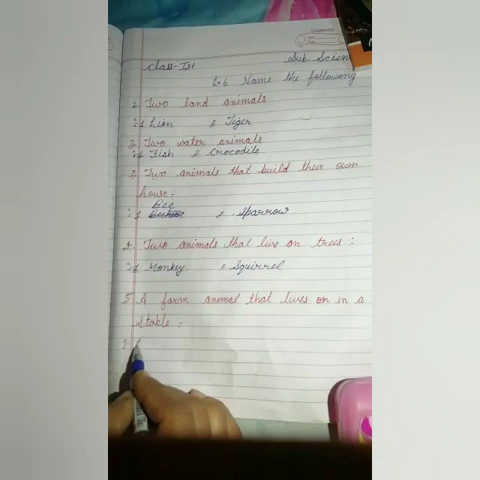 Class-Ist Sub. Scien
L-6 Name the following
1 Two land animals
:1 Lion 2 Tiger
2. Two water animals
:1 Fish 2 Crocodile
3 Two animals that build their own
house:
Bee
:1 2 Sparrow
4. Two animals that live on trees:
:1 Monkey 2 Squirrel
5 A farm animal that lives on in a
Stable: